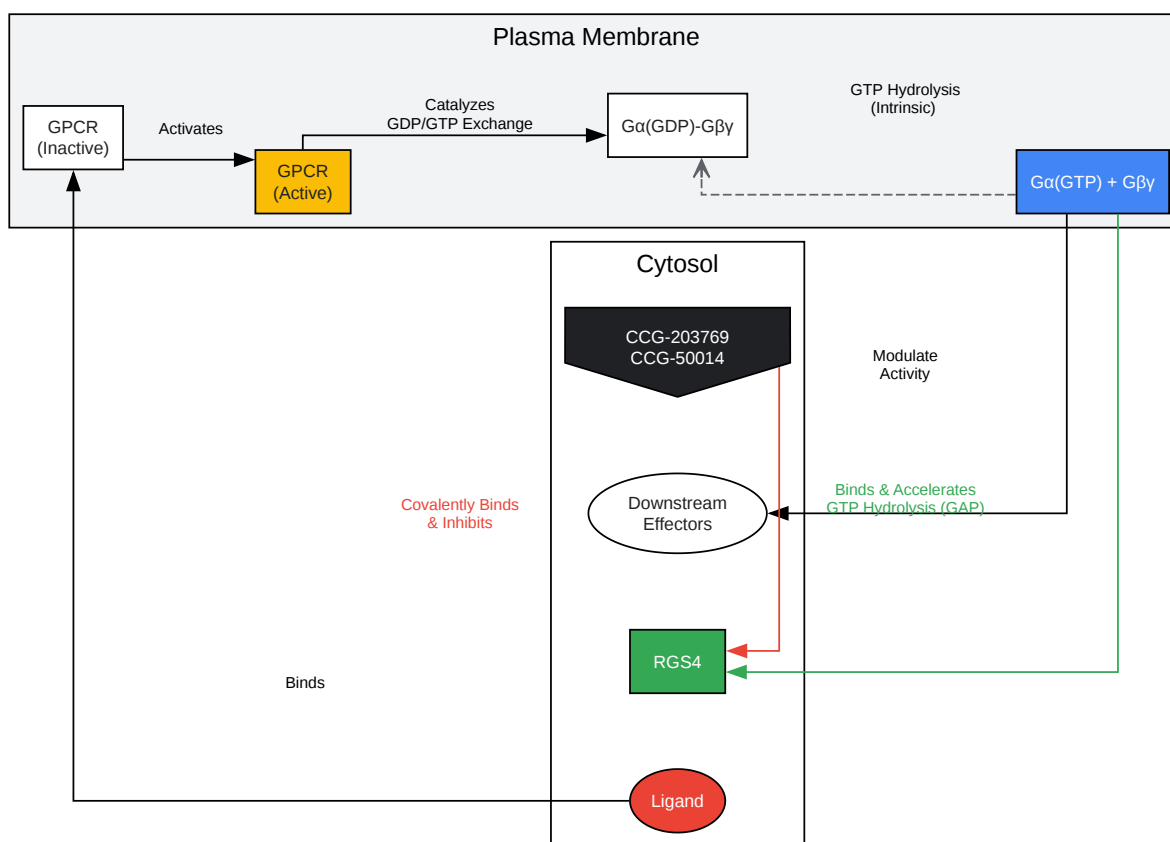 Plasma Membrane
GPCR
(Inactive)
Activates
GPCR
(Active)
Catalyzes
GDP/GTP Exchange
Gα(GDP)-Gβγ
GTP Hydrolysis
(Intrinsic)
Gα(GTP) + Gβγ
Cytosol
CCG-203769
CCG-50014
Modulate
Activity
Covalently Binds
& Inhibits
Downstream
Effectors
Binds & Accelerates
GTP Hydrolysis (GAP)
RGS4
Binds
Ligand